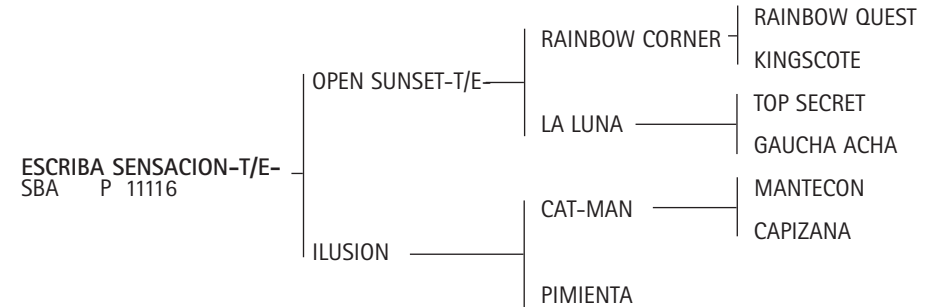 RAINBOW QUEST
RAINBOW CORNER
KINGSCOTE
OPEN SUNSET-T/E-
TOP SECRET
LA LUNA
GAUCHA ACHA
ESCRIBA SENSACION-T/E-
SBA P 11116
MANTECON
CAT-MAN
CAPIZANA
ILUSION
PIMIENTA